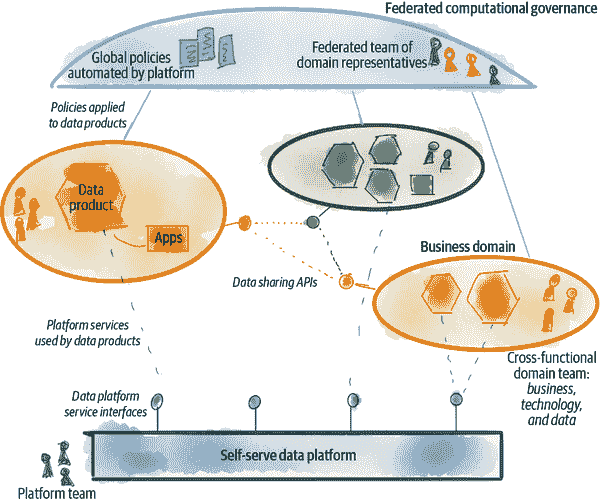 Federated computational governance
Global policies
automated by platform
Federated team of
domain representatives
Policies applied
to data products
Data
product
Apps
Business domain
Data sharing APIs
Platform services
used by data products
Cross-functional
domain team:
business,
technology,
and data
Data platform
service interfaces
Self-serve data platform
Platform team